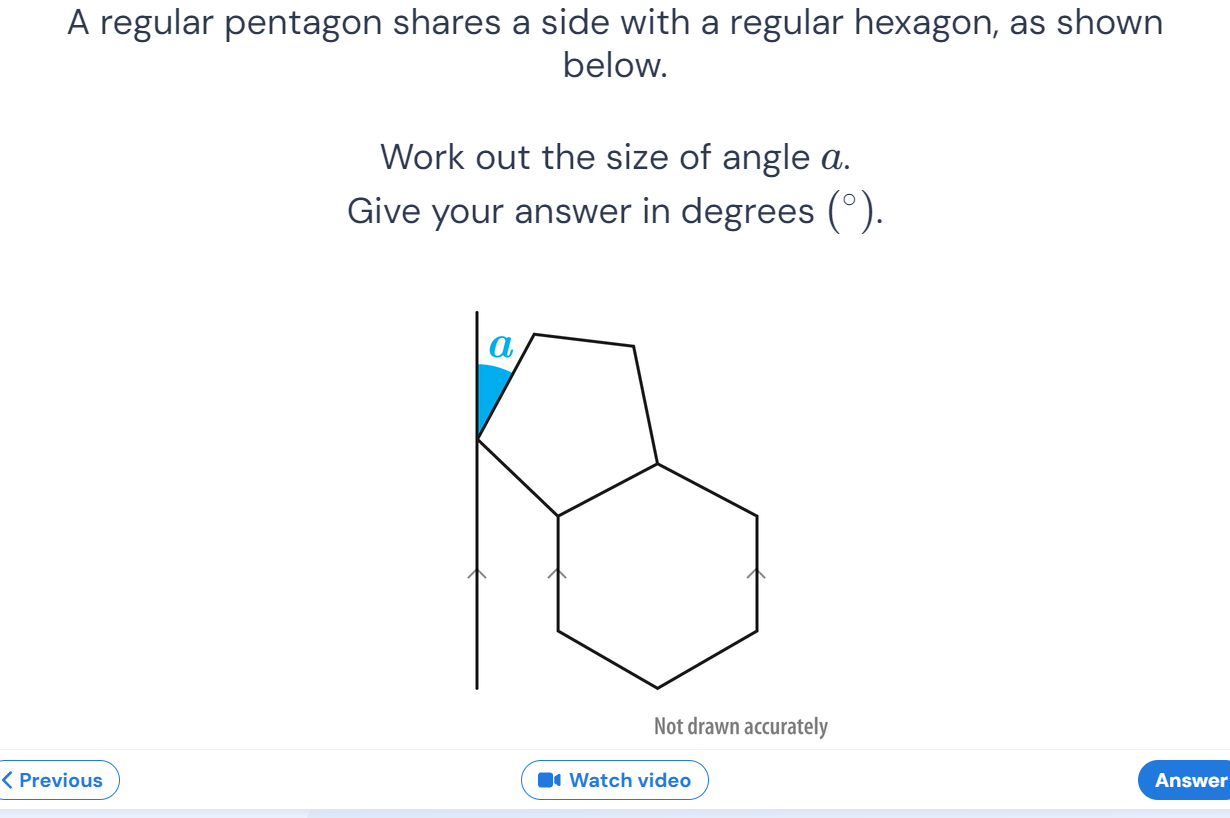 A regular pentagon shares a side with a regular hexagon, as shown
below.
Work out the size of angle a.
Give your answer in degrees (°).
a
Not drawn accurately
Previous
Watch video
Answer